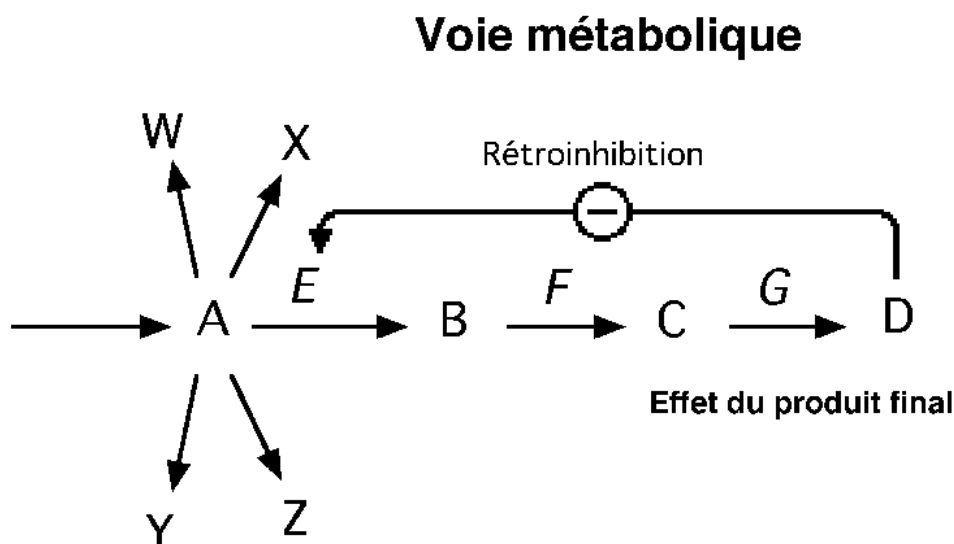 Voie métabolique
W
X
Rétroinhibition
E
F
G
A
B
C
D
Effet du produit final
Y
Z